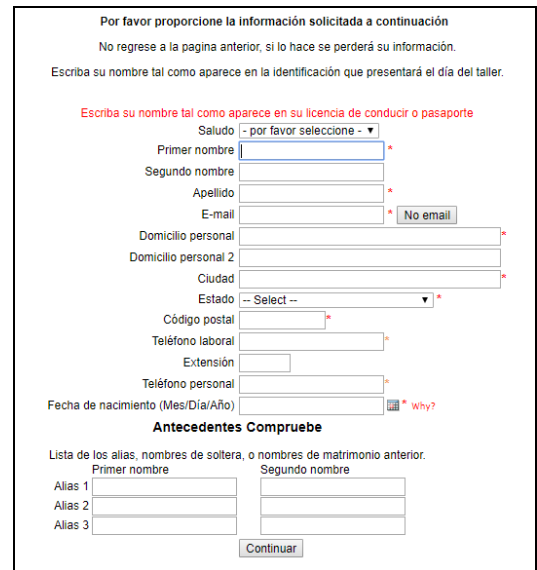 Por favor proporcione la información solicitada a continuación
No regrese a la pagina anterior, si lo hace se perderá su información.
Escriba su nombre tal como aparece en la identificación que presentará el día del taller.
Escriba su nombre tal como aparece en su licencia de conducir o pasaporte
Saludo - por favor seleccione - ▼
Primer nombre *
Segundo nombre
Apellido *
E-mail * No email
Domicilio personal *
Domicilio personal 2
Ciudad *
Estado -- Select -- ▼ *
Código postal *
Teléfono laboral *
Extensión
Teléfono personal *
Fecha de nacimiento (Mes/Día/Año) * Why?
Antecedentes Compruebe
Lista de los alias, nombres de soltera, o nombres de matrimonio anterior.
Primer nombre Segundo nombre
Alias 1
Alias 2
Alias 3
Continuar